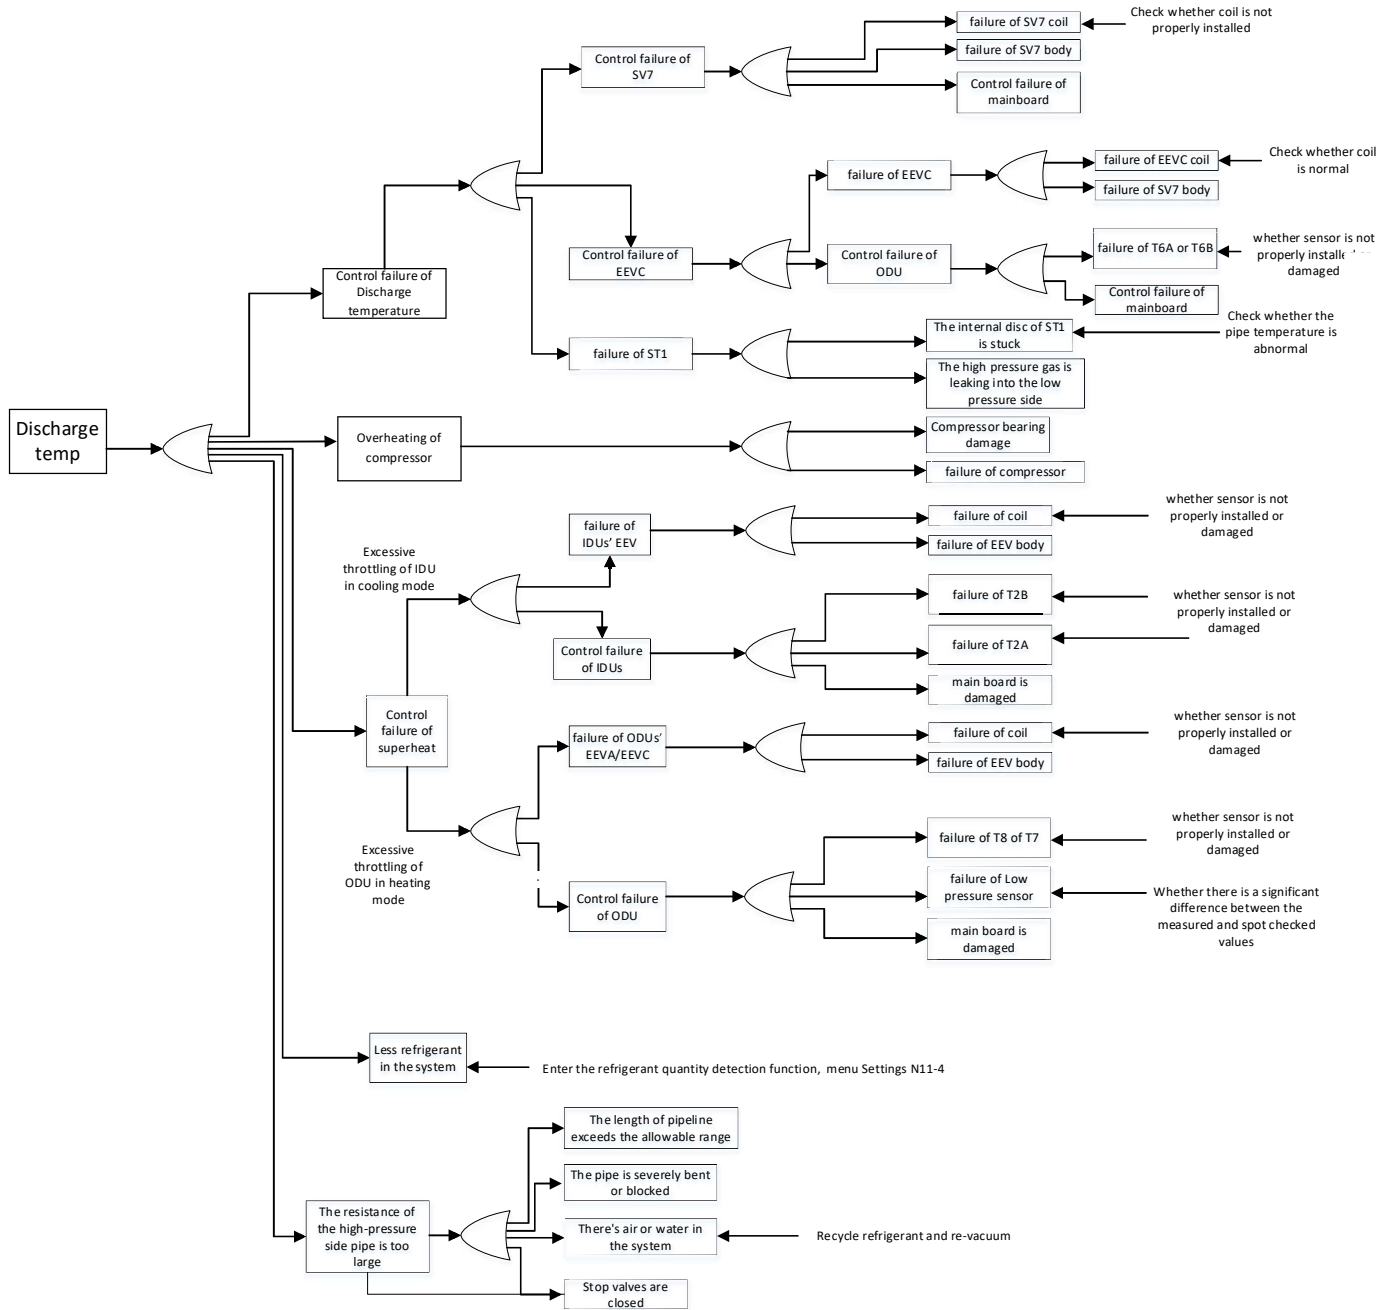 failure of SV7 coil
Check whether coil is not
properly installed
failure of SV7 body
Control failure of
SV7
Control failure of
mainboard
failure of EEVC
failure of EEVC coil
Check whether coil
is normal
failure of SV7 body
Control failure of
EEVC
Control failure of
ODU
failure of T6A or T6B
whether sensor is not
properly
damaged
Control failure of
mainboard
Control failure of
Discharge
temperature
failure of ST1
The internal disc of ST1
is stuck
Check whether the
pipe temperature is
abnormal
The high pressure gas is
leaking into the low
pressure side
Discharge
temp
Overheating of
compressor
Compressor bearing
damage
failure of compressor
failure of
IDUs’ EEV
failure of coil
whether sensor is not
properly installed or
damaged
failure of EEV body
Excessive
throttling of IDU
in cooling mode
failure of T2B
whether sensor is not
properly installed or
damaged
Control failure
of IDUs
failure of T2A
main board is
damaged
Control
failure of
superheat
failure of ODUs’
EEVA/EEVC
failure of coil
whether sensor is not
properly installed or
damaged
failure of EEV body
Excessive
throttling of
ODU in heating
mode
failure of T8 of T7
whether sensor is not
properly installed or
damaged
Control failure
of ODU
failure of Low
pressure sensor
Whether there is a significant
difference between the
measured and spot checked
values
main board is
damaged
Less refrigerant
in the system
Enter the refrigerant quantity detection function, menu Settings N11-4
The length of pipeline
exceeds the allowable range
The pipe is severely bent
or blocked
The resistance of
the high-pressure
side pipe is too
large
There's air or water in
the system
Recycle refrigerant and re-vacuum
Stop valves are
closed